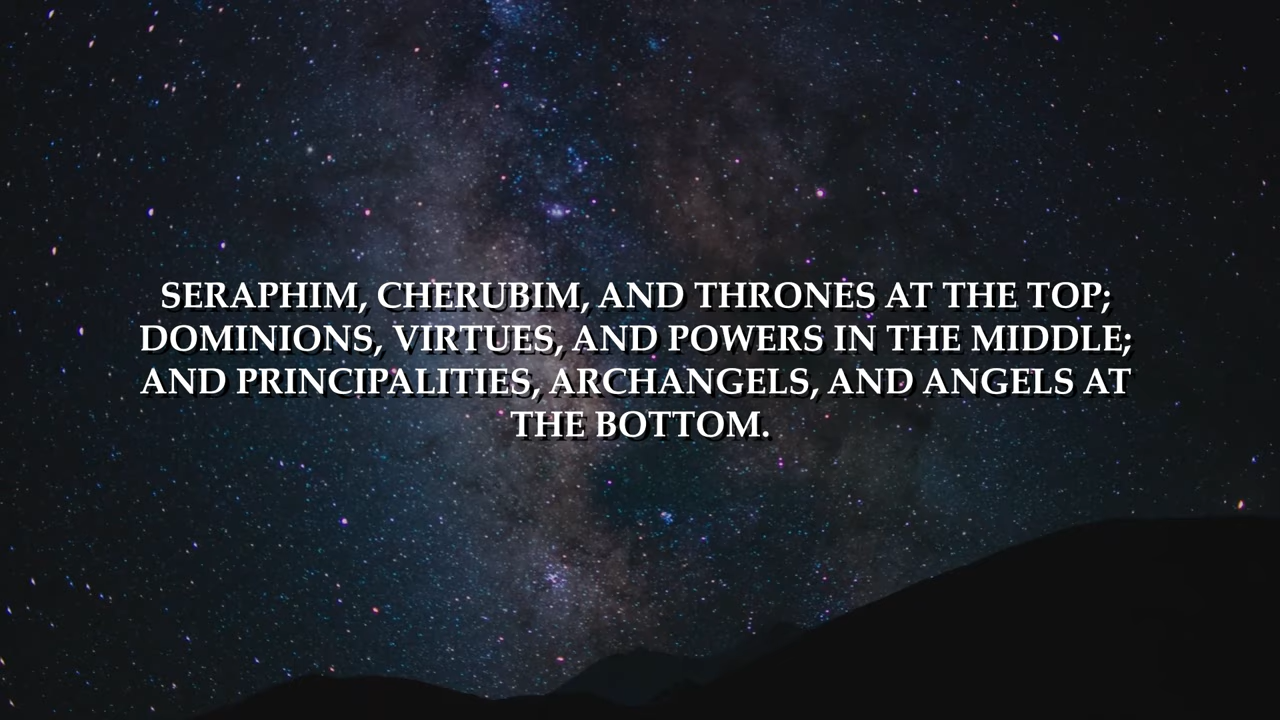 SERAPHIM, CHERUBIM, AND THRONES AT THE TOP;
DOMINIONS, VIRTUES, AND POWERS IN THE MIDDLE;
AND PRINCIPALITIES, ARCHANGELS, AND ANGELS AT
THE BOTTOM.